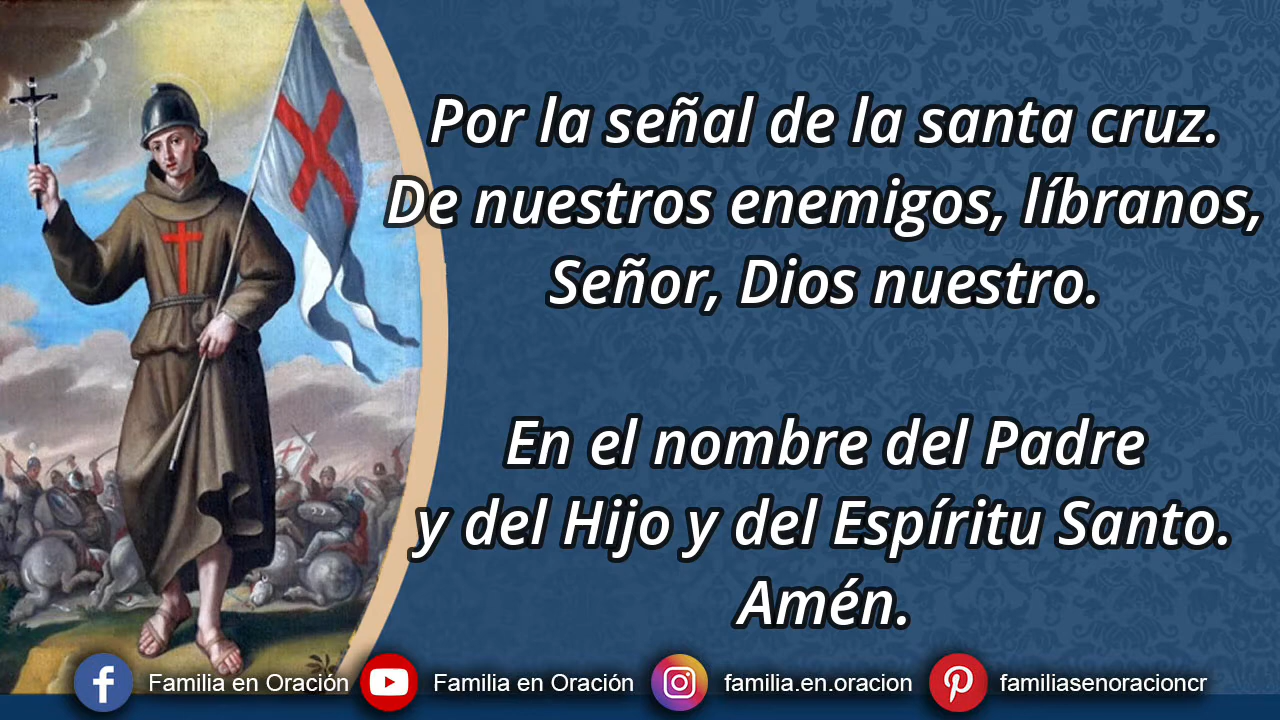 Por la señal de la santa cruz.
De nuestros enemigos, líbranos,
Señor, Dios nuestro.
En el nombre del Padre
y del Hijo y del Espíritu Santo.
Amén.
Familia en Oración
Familia en Oración
familia.en.oracion
familiasenoracioncr